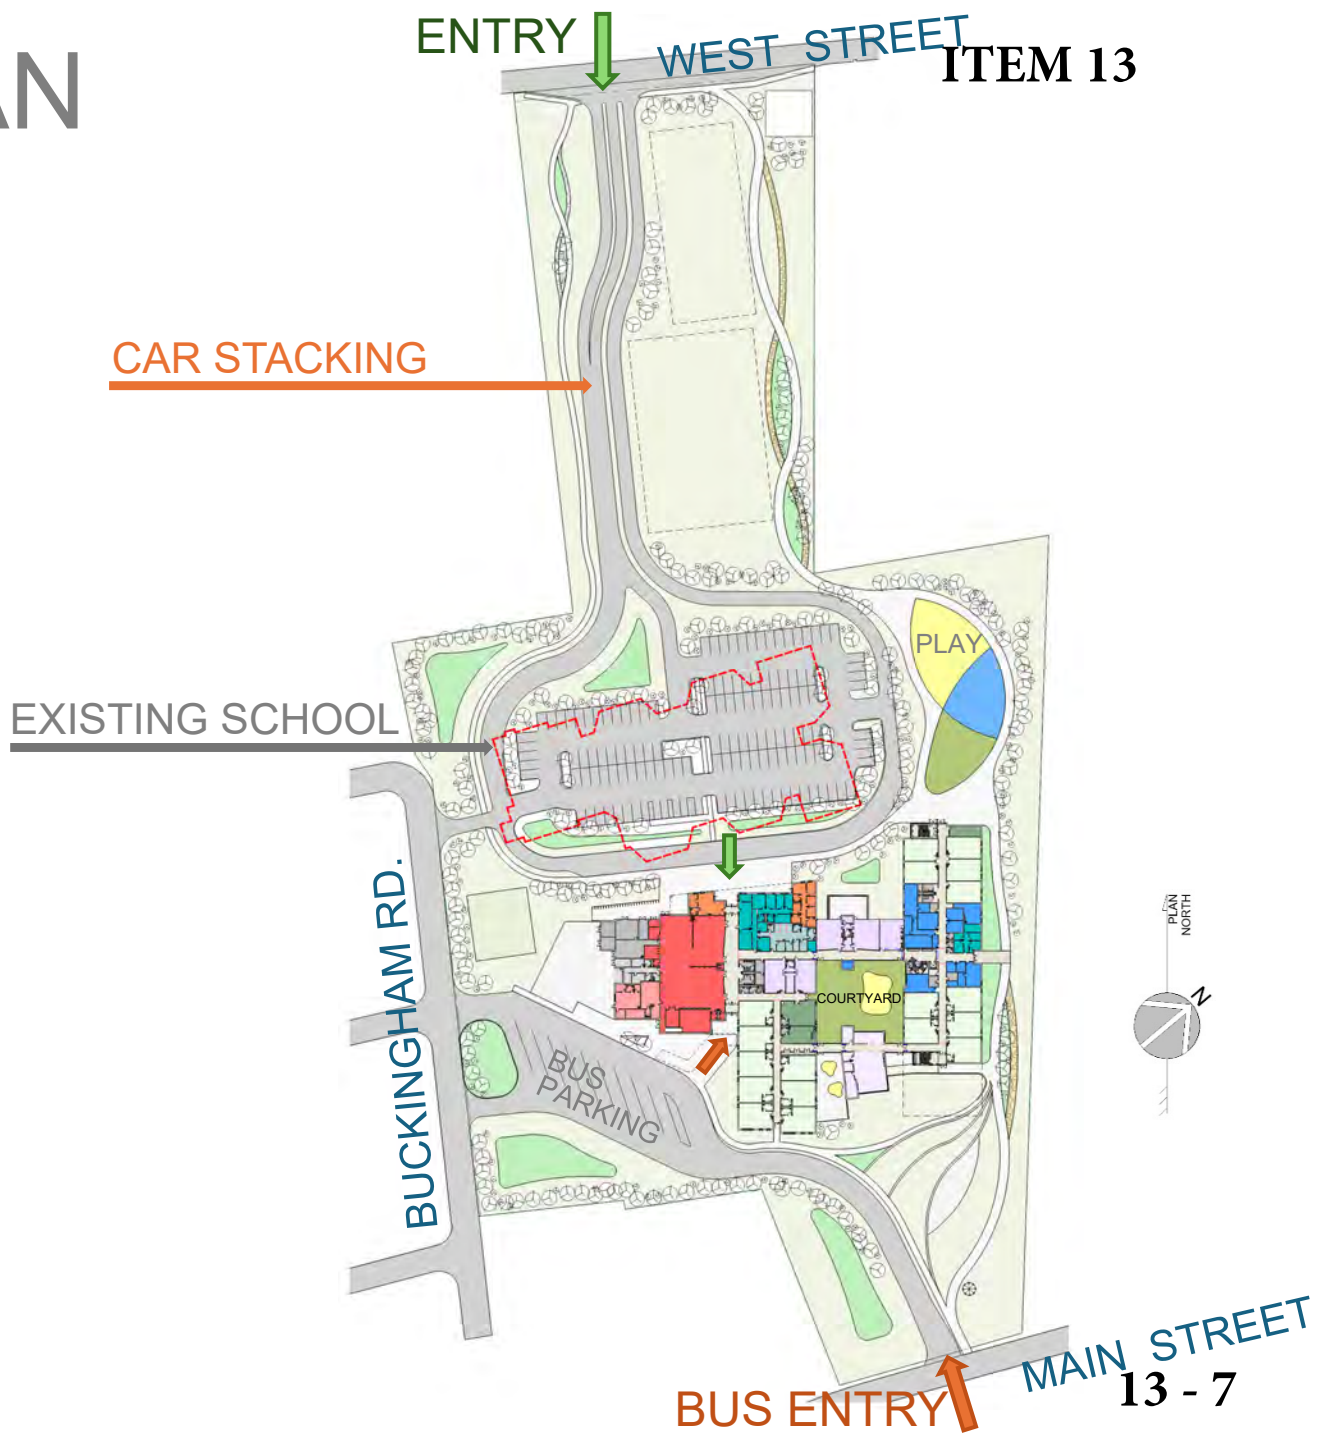 AN
ENTRY
WEST STREET
ITEM 13
CAR STACKING
PLAY
EXISTING SCHOOL
BUCKINGHAM RD.
PLAN
NORTH
N
COURTYARD
BUS
PARKING
MAIN STREET
BUS ENTRY
13 - 7